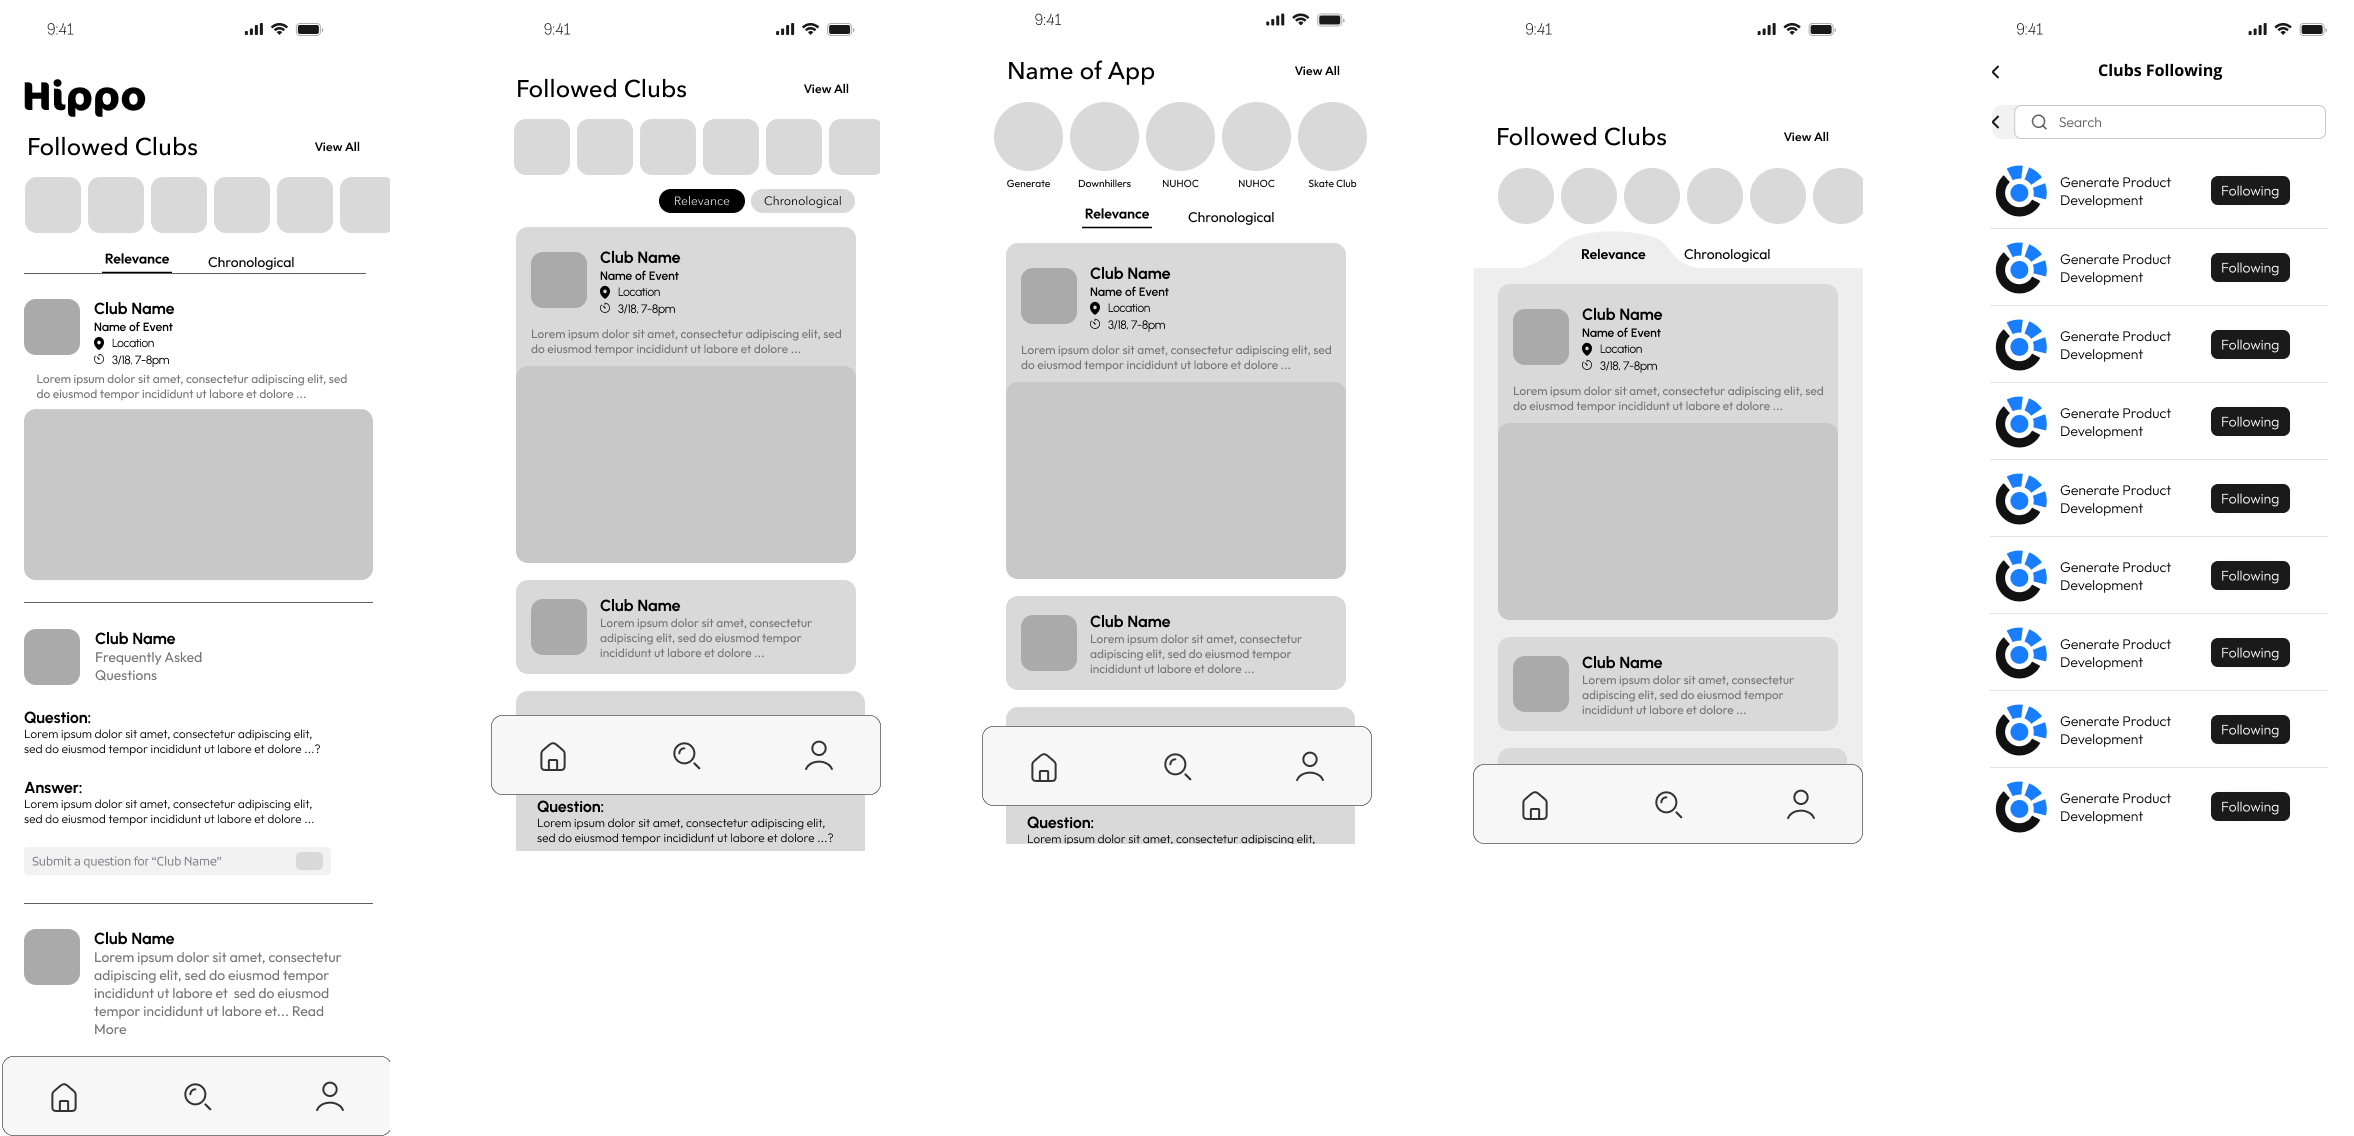 9:41
Hippo
Followed Clubs
View All
Relevance
Chronological
Club Name
Name of Event
Location
3/18, 7-8pm
Lorem ipsum dolor sit amet, consectetur adipiscing elit, sed
do eiusmod tempor incididunt ut labore et dolore ...
Club Name
Frequently Asked
Questions
Question:
Lorem ipsum dolor sit amet, consectetur adipiscing elit,
sed do eiusmod tempor incididunt ut labore et dolore ...?
Answer:
Lorem ipsum dolor sit amet, consectetur adipiscing elit,
sed do eiusmod tempor incididunt ut labore et dolore ...
Submit a question for “Club Name”
Club Name
Lorem ipsum dolor sit amet, consectetur
adipiscing elit, sed do eiusmod tempor
incididunt ut labore et  sed do eiusmod
tempor incididunt ut labore et... Read
More
9:41
Followed Clubs
View All
Relevance
Chronological
Club Name
Name of Event
Location
3/18, 7-8pm
Lorem ipsum dolor sit amet, consectetur adipiscing elit, sed
do eiusmod tempor incididunt ut labore et dolore ...
Club Name
Lorem ipsum dolor sit amet, consectetur
adipiscing elit, sed do eiusmod tempor
incididunt ut labore et dolore ...
Question:
Lorem ipsum dolor sit amet, consectetur adipiscing elit,
sed do eiusmod tempor incididunt ut labore et dolore ...?
9:41
Name of App
View All
Generate
Downhillers
NUHOC
NUHOC
Skate Club
Relevance
Chronological
Club Name
Name of Event
Location
3/18, 7-8pm
Lorem ipsum dolor sit amet, consectetur adipiscing elit, sed
do eiusmod tempor incididunt ut labore et dolore ...
Club Name
Lorem ipsum dolor sit amet, consectetur
adipiscing elit, sed do eiusmod tempor
incididunt ut labore et dolore ...
Question:
Lorem ipsum dolor sit amet, consectetur adipiscing elit,
9:41
Followed Clubs
View All
Relevance
Chronological
Club Name
Name of Event
Location
3/18, 7-8pm
Lorem ipsum dolor sit amet, consectetur adipiscing elit, sed
do eiusmod tempor incididunt ut labore et dolore ...
Club Name
Lorem ipsum dolor sit amet, consectetur
adipiscing elit, sed do eiusmod tempor
incididunt ut labore et dolore ...
9:41
Clubs Following
Search
Generate Product
Development
Following
Generate Product
Development
Following
Generate Product
Development
Following
Generate Product
Development
Following
Generate Product
Development
Following
Generate Product
Development
Following
Generate Product
Development
Following
Generate Product
Development
Following
Generate Product
Development
Following